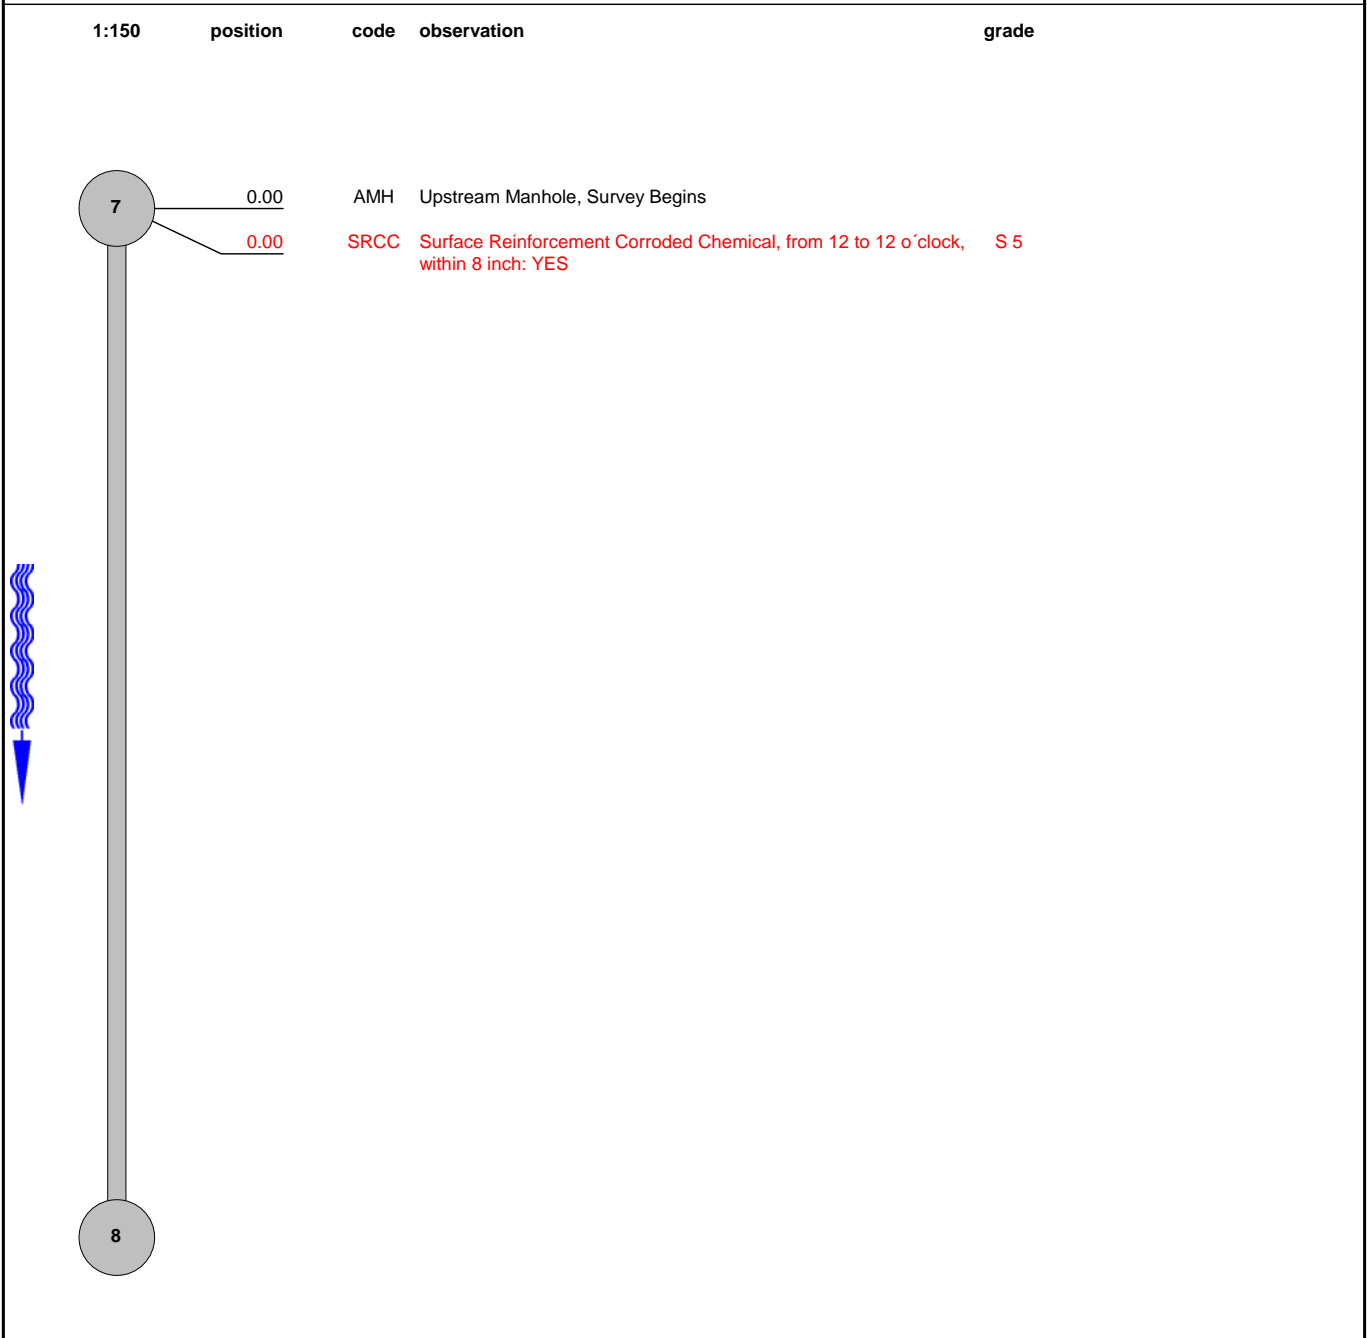 1:150 position code observation grade
7 0.00 AMH Upstream Manhole, Survey Begins
0.00 SRCC Surface Reinforcement Corroded Chemical, from 12 to 12 o´clock, S 5
within 8 inch: YES
8